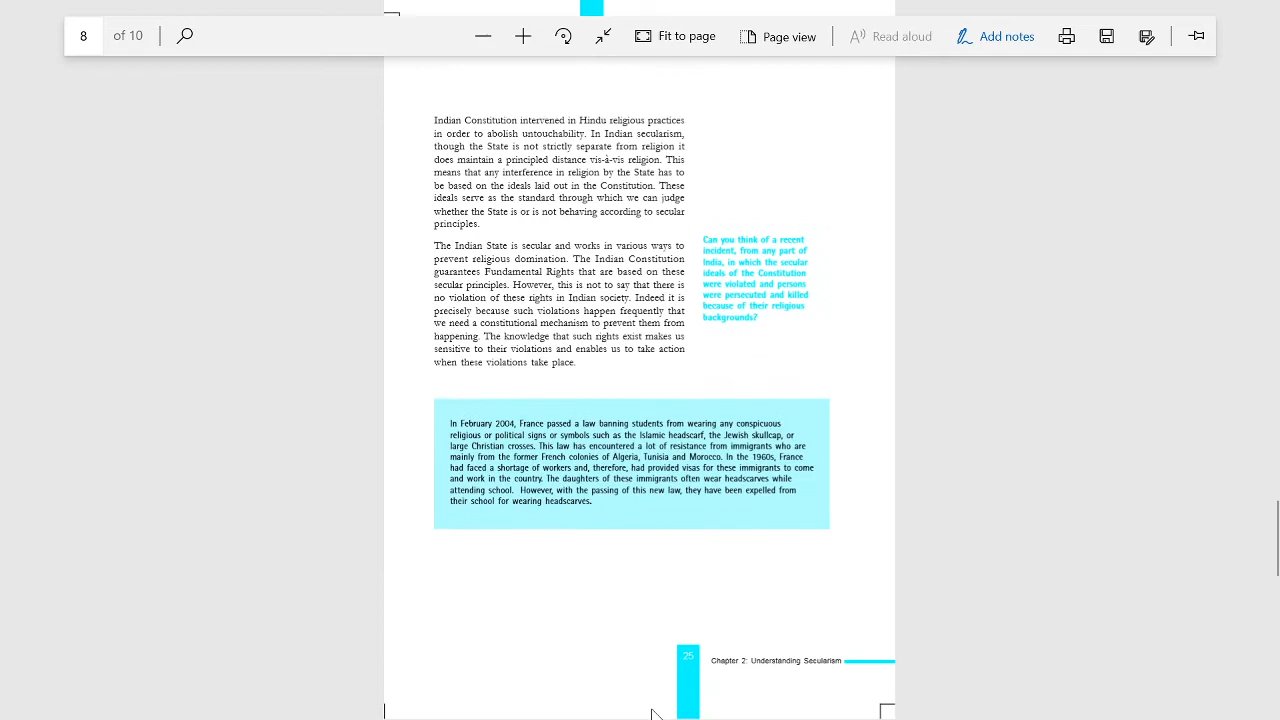 8 of 10
Fit to page
Page view
Read aloud
Add notes
Indian Constitution intervened in Hindu religious practices
in order to abolish untouchability. In Indian secularism,
though the State is not strictly separate from religion it
does maintain a principled distance vis-à-vis religion. This
means that any interference in religion by the State has to
be based on the ideals laid out in the Constitution. These
ideals serve as the standard through which we can judge
whether the State is or is not behaving according to secular
principles.
The Indian State is secular and works in various ways to
prevent religious domination. The Indian Constitution
guarantees Fundamental Rights that are based on these
secular principles. However, this is not to say that there is
no violation of these rights in Indian society. Indeed it is
precisely because such violations happen frequently that
we need a constitutional mechanism to prevent them from
happening. The knowledge that such rights exist makes us
sensitive to their violations and enables us to take action
when these violations take place.
Can you think of a recent
incident, from any part of
India, in which the secular
ideals of the Constitution
were violated and persons
were persecuted and killed
because of their religious
backgrounds?
In February 2004, France passed a law banning students from wearing any conspicuous
religious or political signs or symbols such as the Islamic headscarf, the Jewish skullcap, or
large Christian crosses. This law has encountered a lot of resistance from immigrants who are
mainly from the former French colonies of Algeria, Tunisia and Morocco. In the 1960s, France
had faced a shortage of workers and, therefore, had provided visas for these immigrants to come
and work in the country. The daughters of these immigrants often wear headscarves while
attending school. However, with the passing of this new law, they have been expelled from
their school for wearing headscarves.
25
Chapter 2: Understanding Secularism